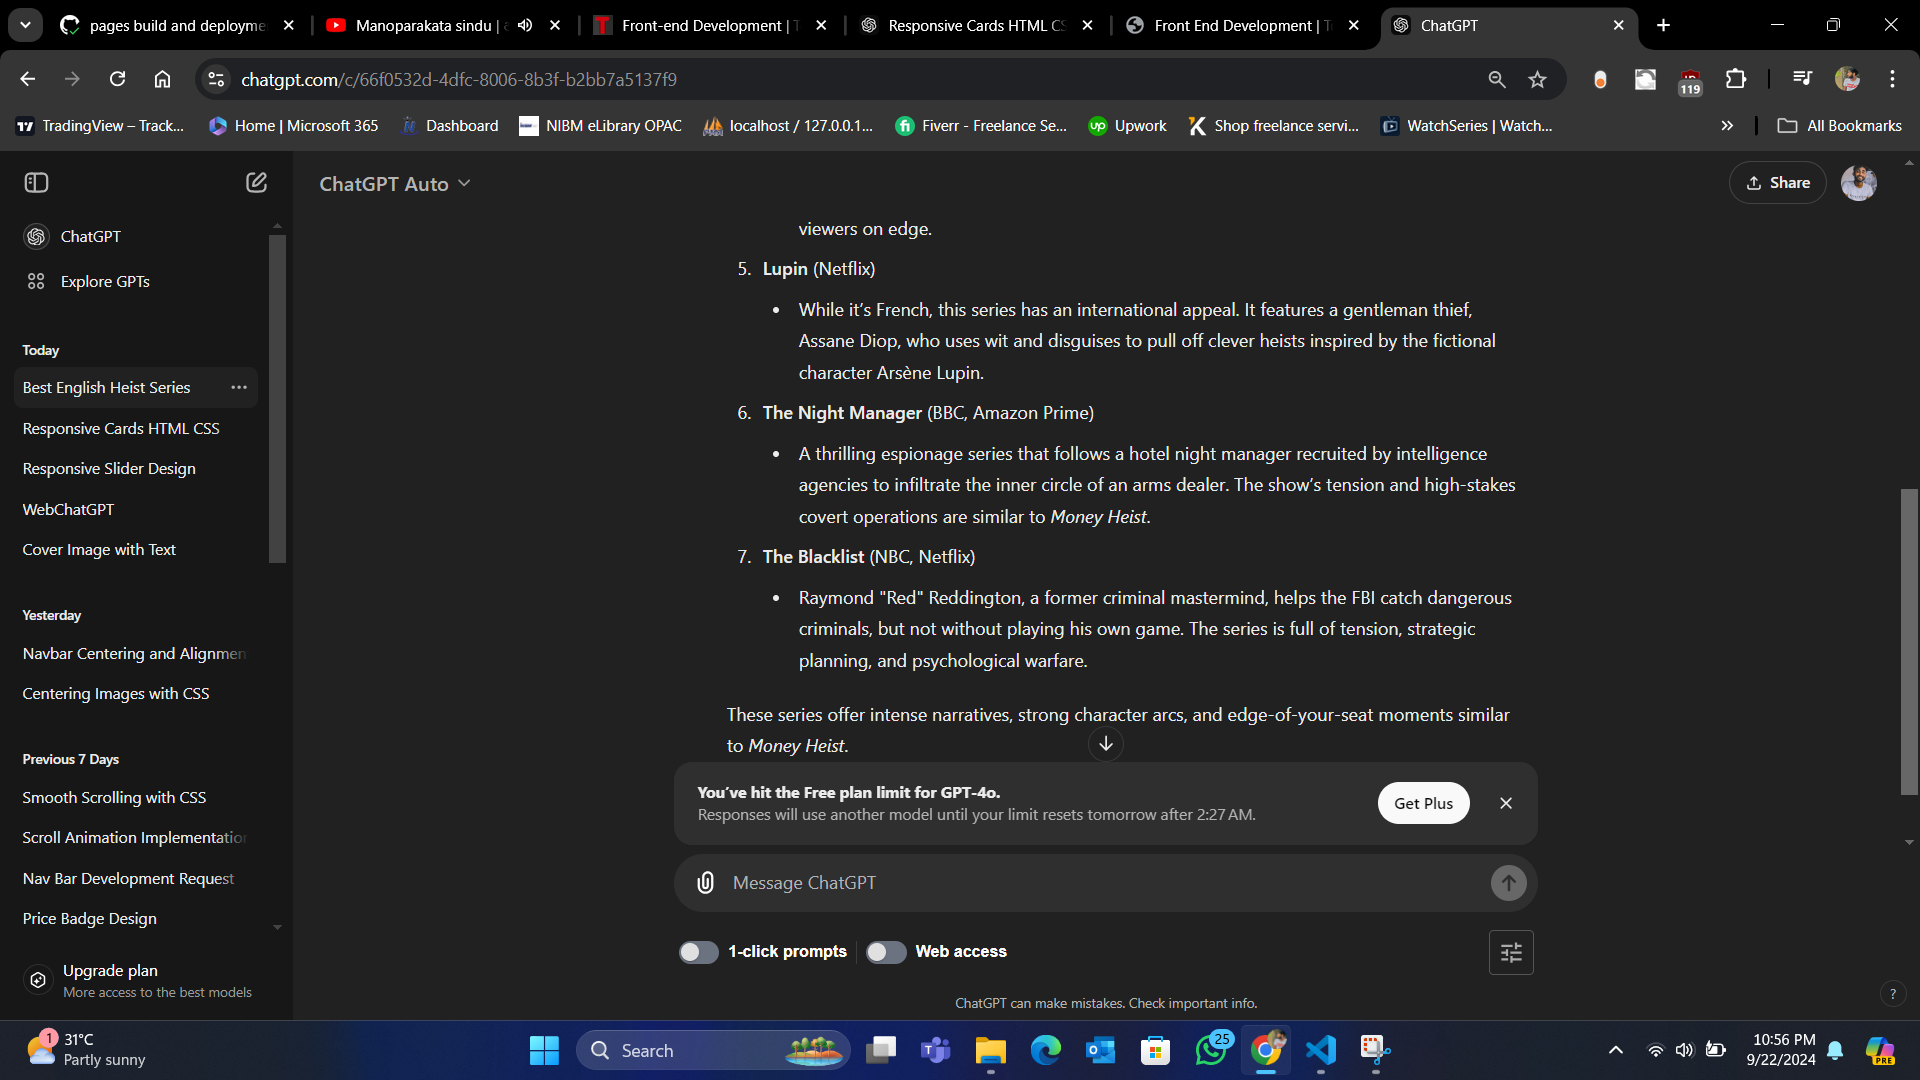 pages build and deployme
Manoparakata sindu |
Front-end Development |
Responsive Cards HTML CS
Front End Development |
ChatGPT
chatgpt.com/c/66f0532d-4dfc-8006-8b3f-b2bb7a5137f9
119
TradingView – Track...
Home | Microsoft 365
Dashboard
NIBM eLibrary OPAC
localhost / 127.0.0.1...
Fiverr - Freelance Se...
Upwork
Shop freelance servi...
WatchSeries | Watch...
All Bookmarks
ChatGPT Auto
Share
ChatGPT
Explore GPTs
Today
Best English Heist Series
Responsive Cards HTML CSS
Responsive Slider Design
WebChatGPT
Cover Image with Text
Yesterday
Navbar Centering and Alignmen
Centering Images with CSS
Previous 7 Days
Smooth Scrolling with CSS
Scroll Animation Implementation
Nav Bar Development Request
Price Badge Design
Upgrade plan
More access to the best models
viewers on edge.
5. Lupin (Netflix)
• While it’s French, this series has an international appeal. It features a gentleman thief,
Assane Diop, who uses wit and disguises to pull off clever heists inspired by the fictional
character Arsène Lupin.
6. The Night Manager (BBC, Amazon Prime)
• A thrilling espionage series that follows a hotel night manager recruited by intelligence
agencies to infiltrate the inner circle of an arms dealer. The show’s tension and high-stakes
covert operations are similar to Money Heist.
7. The Blacklist (NBC, Netflix)
• Raymond "Red" Reddington, a former criminal mastermind, helps the FBI catch dangerous
criminals, but not without playing his own game. The series is full of tension, strategic
planning, and psychological warfare.
These series offer intense narratives, strong character arcs, and edge-of-your-seat moments similar
to Money Heist.
You’ve hit the Free plan limit for GPT-4o.
Responses will use another model until your limit resets tomorrow after 2:27 AM.
Get Plus
Message ChatGPT
1-click prompts
Web access
ChatGPT can make mistakes. Check important info.
?
1
31°C
Partly sunny
Search
25
10:56 PM
9/22/2024
PRE